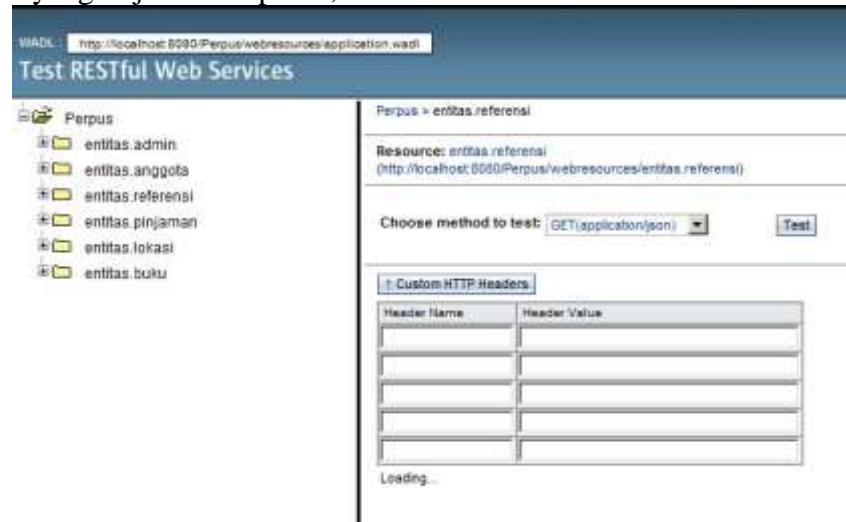 WADL : http://localhost:8080/Perpus/webresources/application.wadl
Test RESTful Web Services
Perpus
entitas.admin
entitas.anggota
entitas.referensi
entitas.pinjaman
entitas.lokasi
entitas.buku
Perpus > entitas.referensi
Resource: entitas.referensi
(http://localhost:8080/Perpus/webresources/entitas.referensi/)
Choose method to test: GET(application/json) Test
↑ Custom HTTP Headers
Header Name Header Value
Loading...